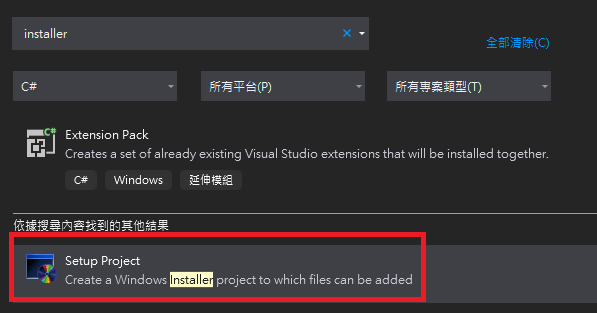 installer
全部清除(C)
C#
所有平台(P)
所有專案類型(T)
C#
Extension Pack
Creates a set of already existing Visual Studio extensions that will be installed together.
C#
Windows
延伸模組
依據搜尋內容找到的其他結果
Setup Project
Create a Windows Installer project to which files can be added